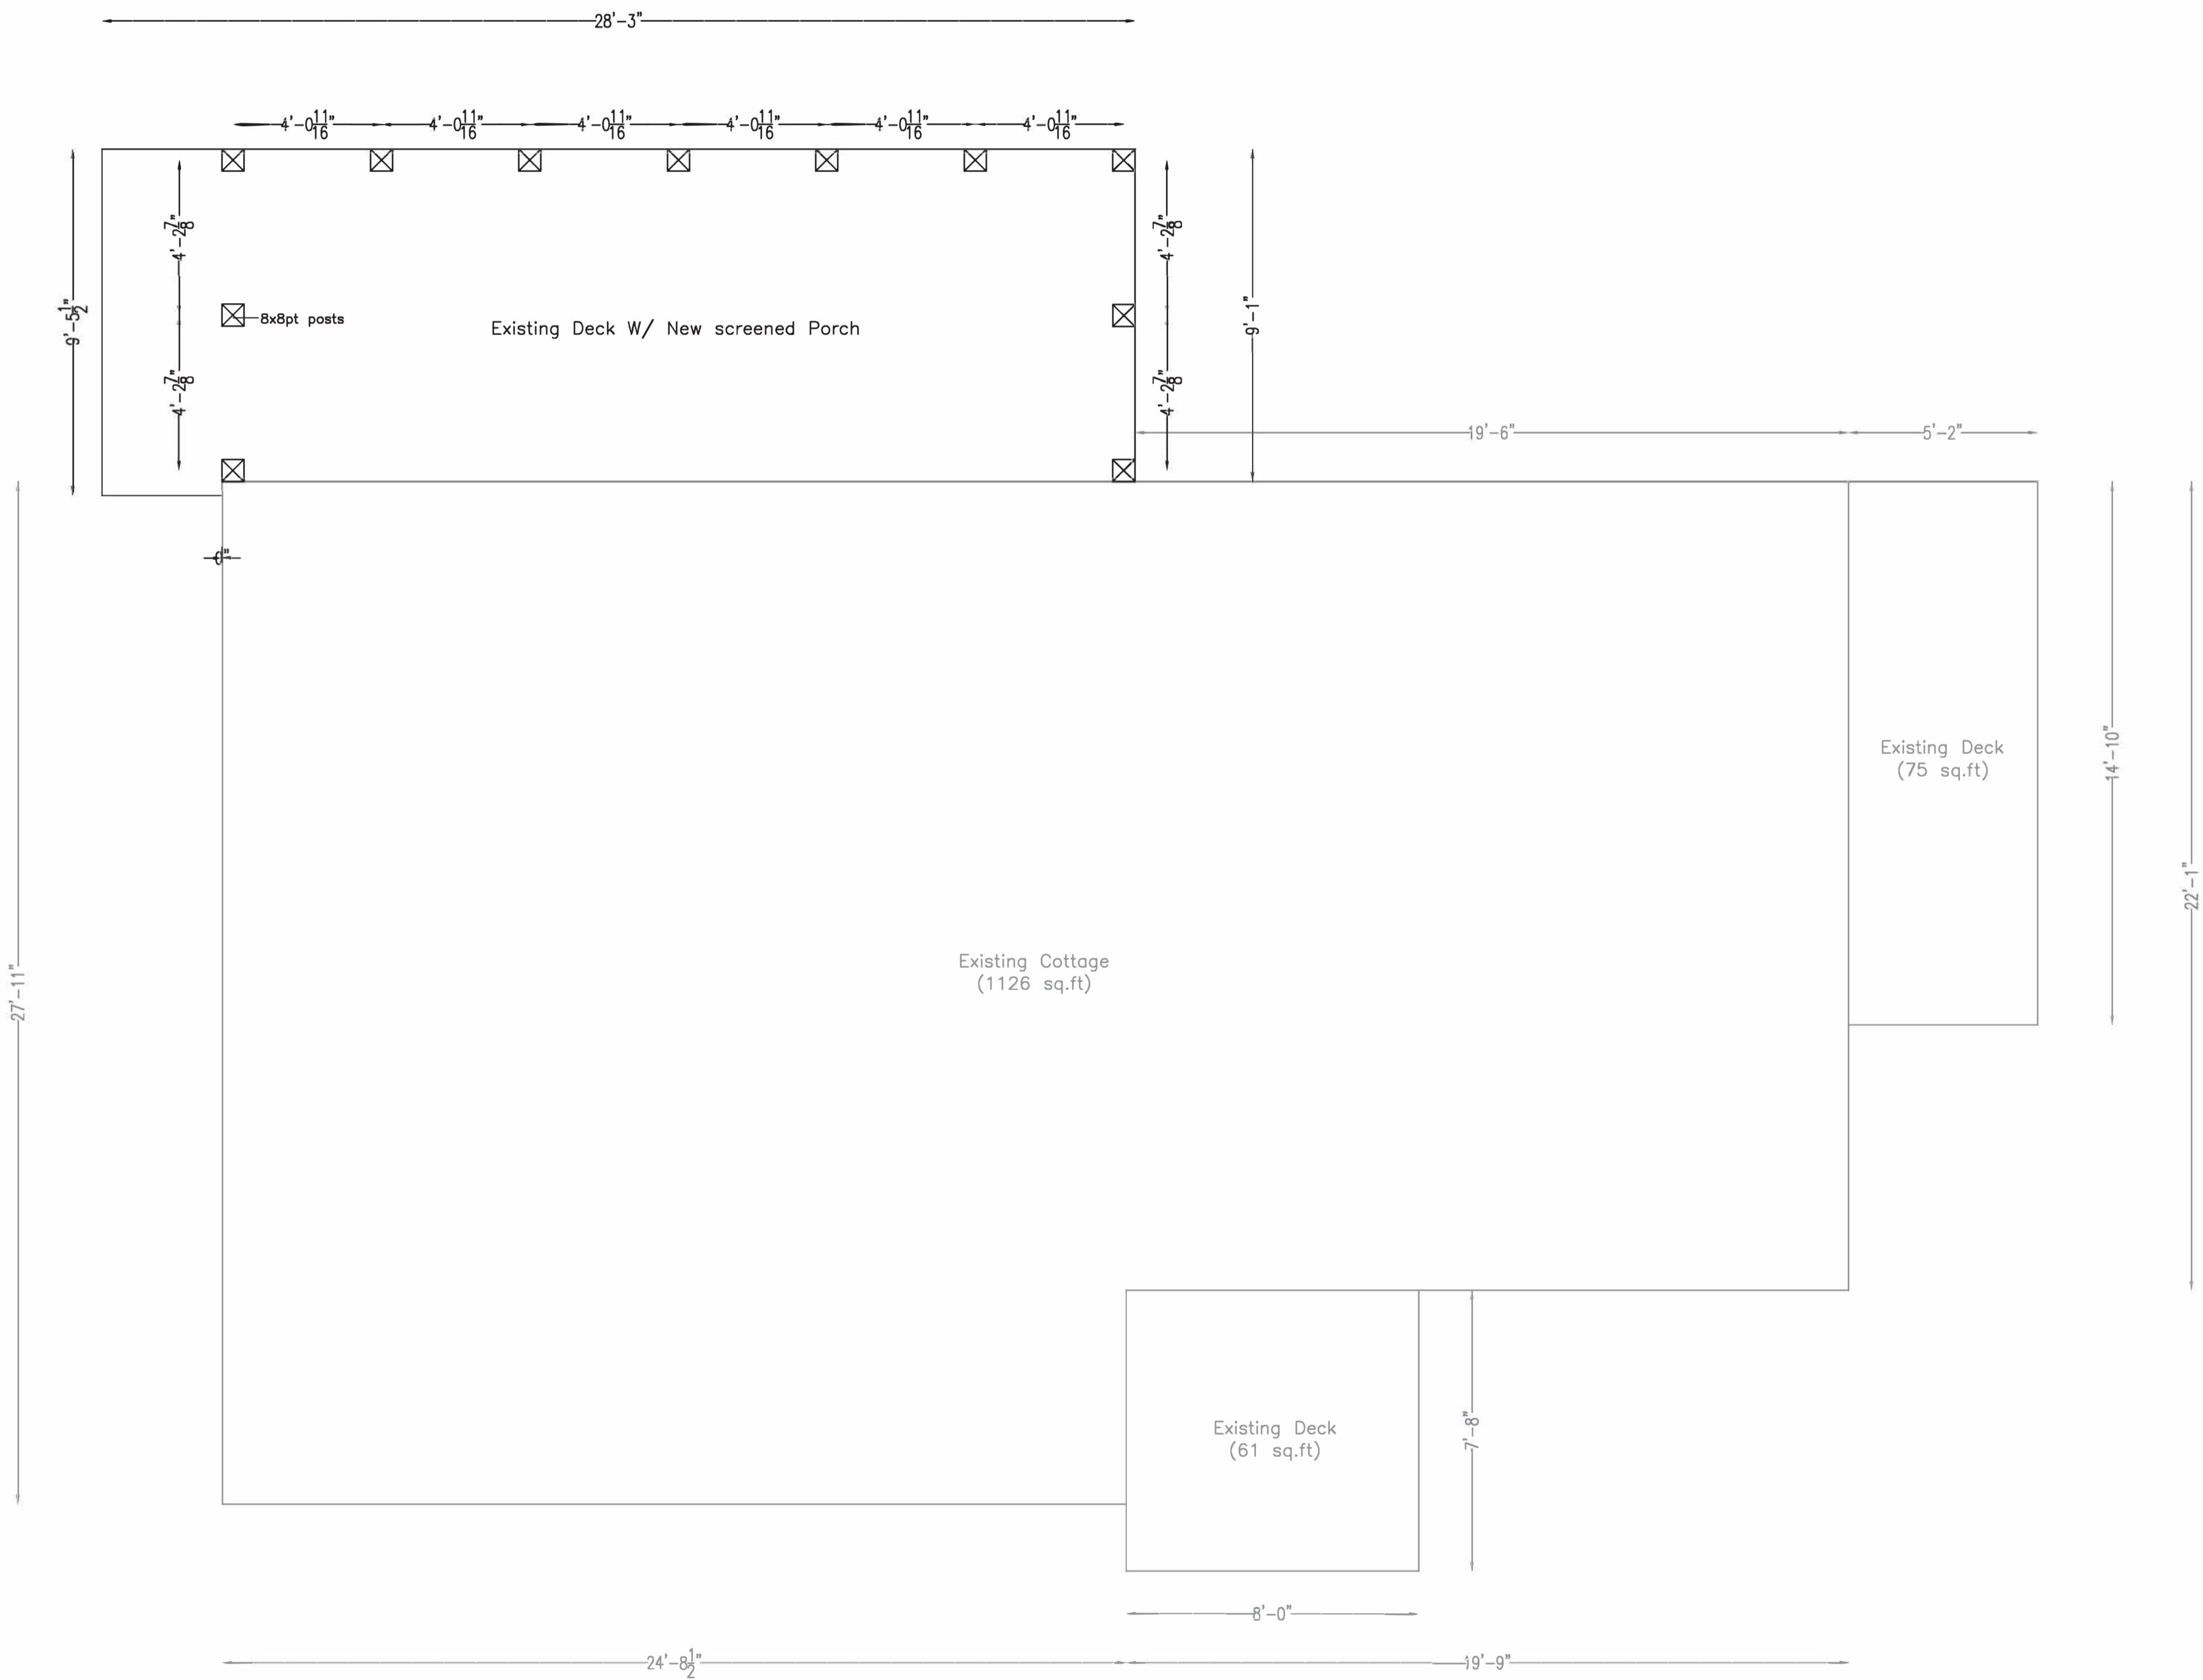 28'-3"
4'-0 11/16" 4'-0 11/16" 4'-0 11/16" 4'-0 11/16" 4'-0 11/16" 4'-0 11/16"
4'-2 7/8"
4'-2 7/8"
9'-5 1/2"
8x8pt posts
Existing Deck W/ New screened Porch
9'-1"
4'-2 7/8"
4'-2 7/8"
19'-6" 5'-2"
0"
Existing Deck
(75 sq.ft)
14'-10"
22'-1"
27'-11"
Existing Cottage
(1126 sq.ft)
Existing Deck
(61 sq.ft)
7'-8"
8'-0"
24'-8 1/2" 19'-9"